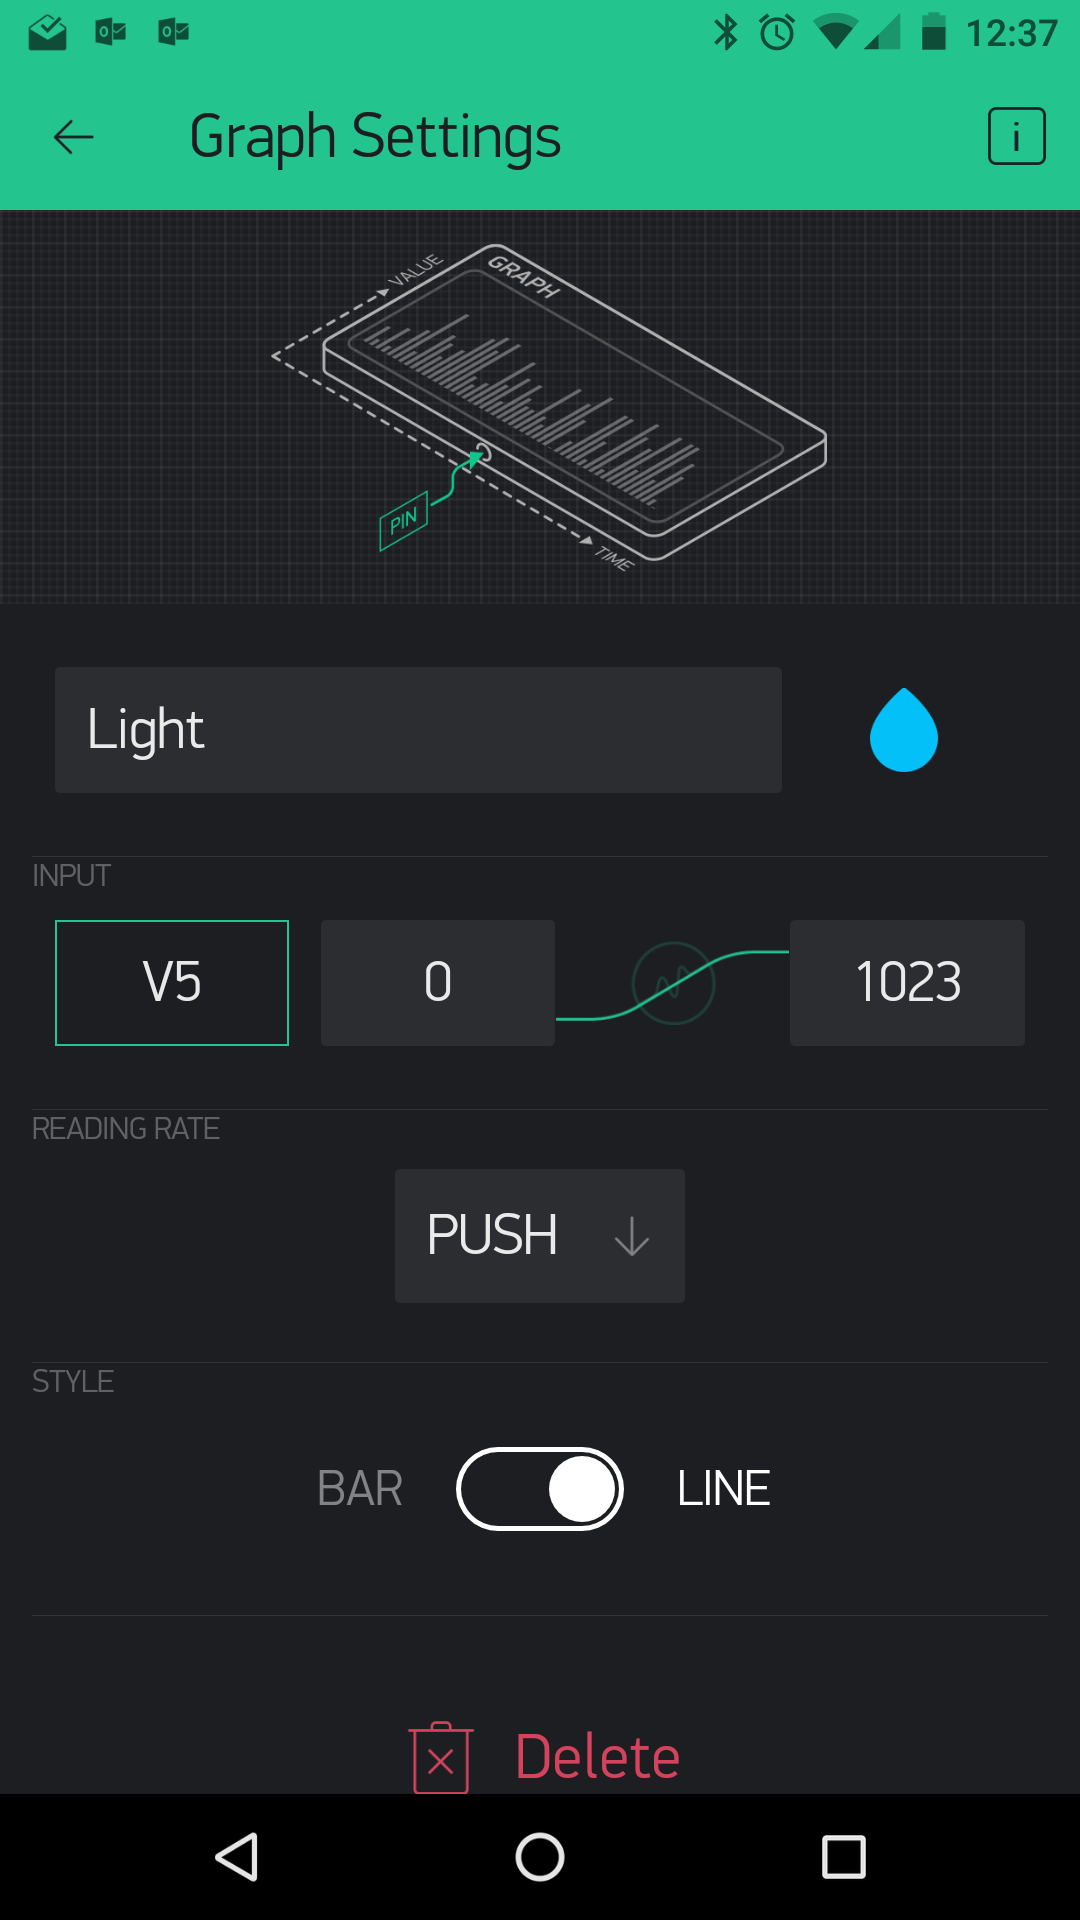 12:37
Graph Settings
i
VALUE
GRAPH
PIN
TIME
Light
INPUT
V5 0 1023
READING RATE
PUSH
STYLE
BAR LINE
Delete